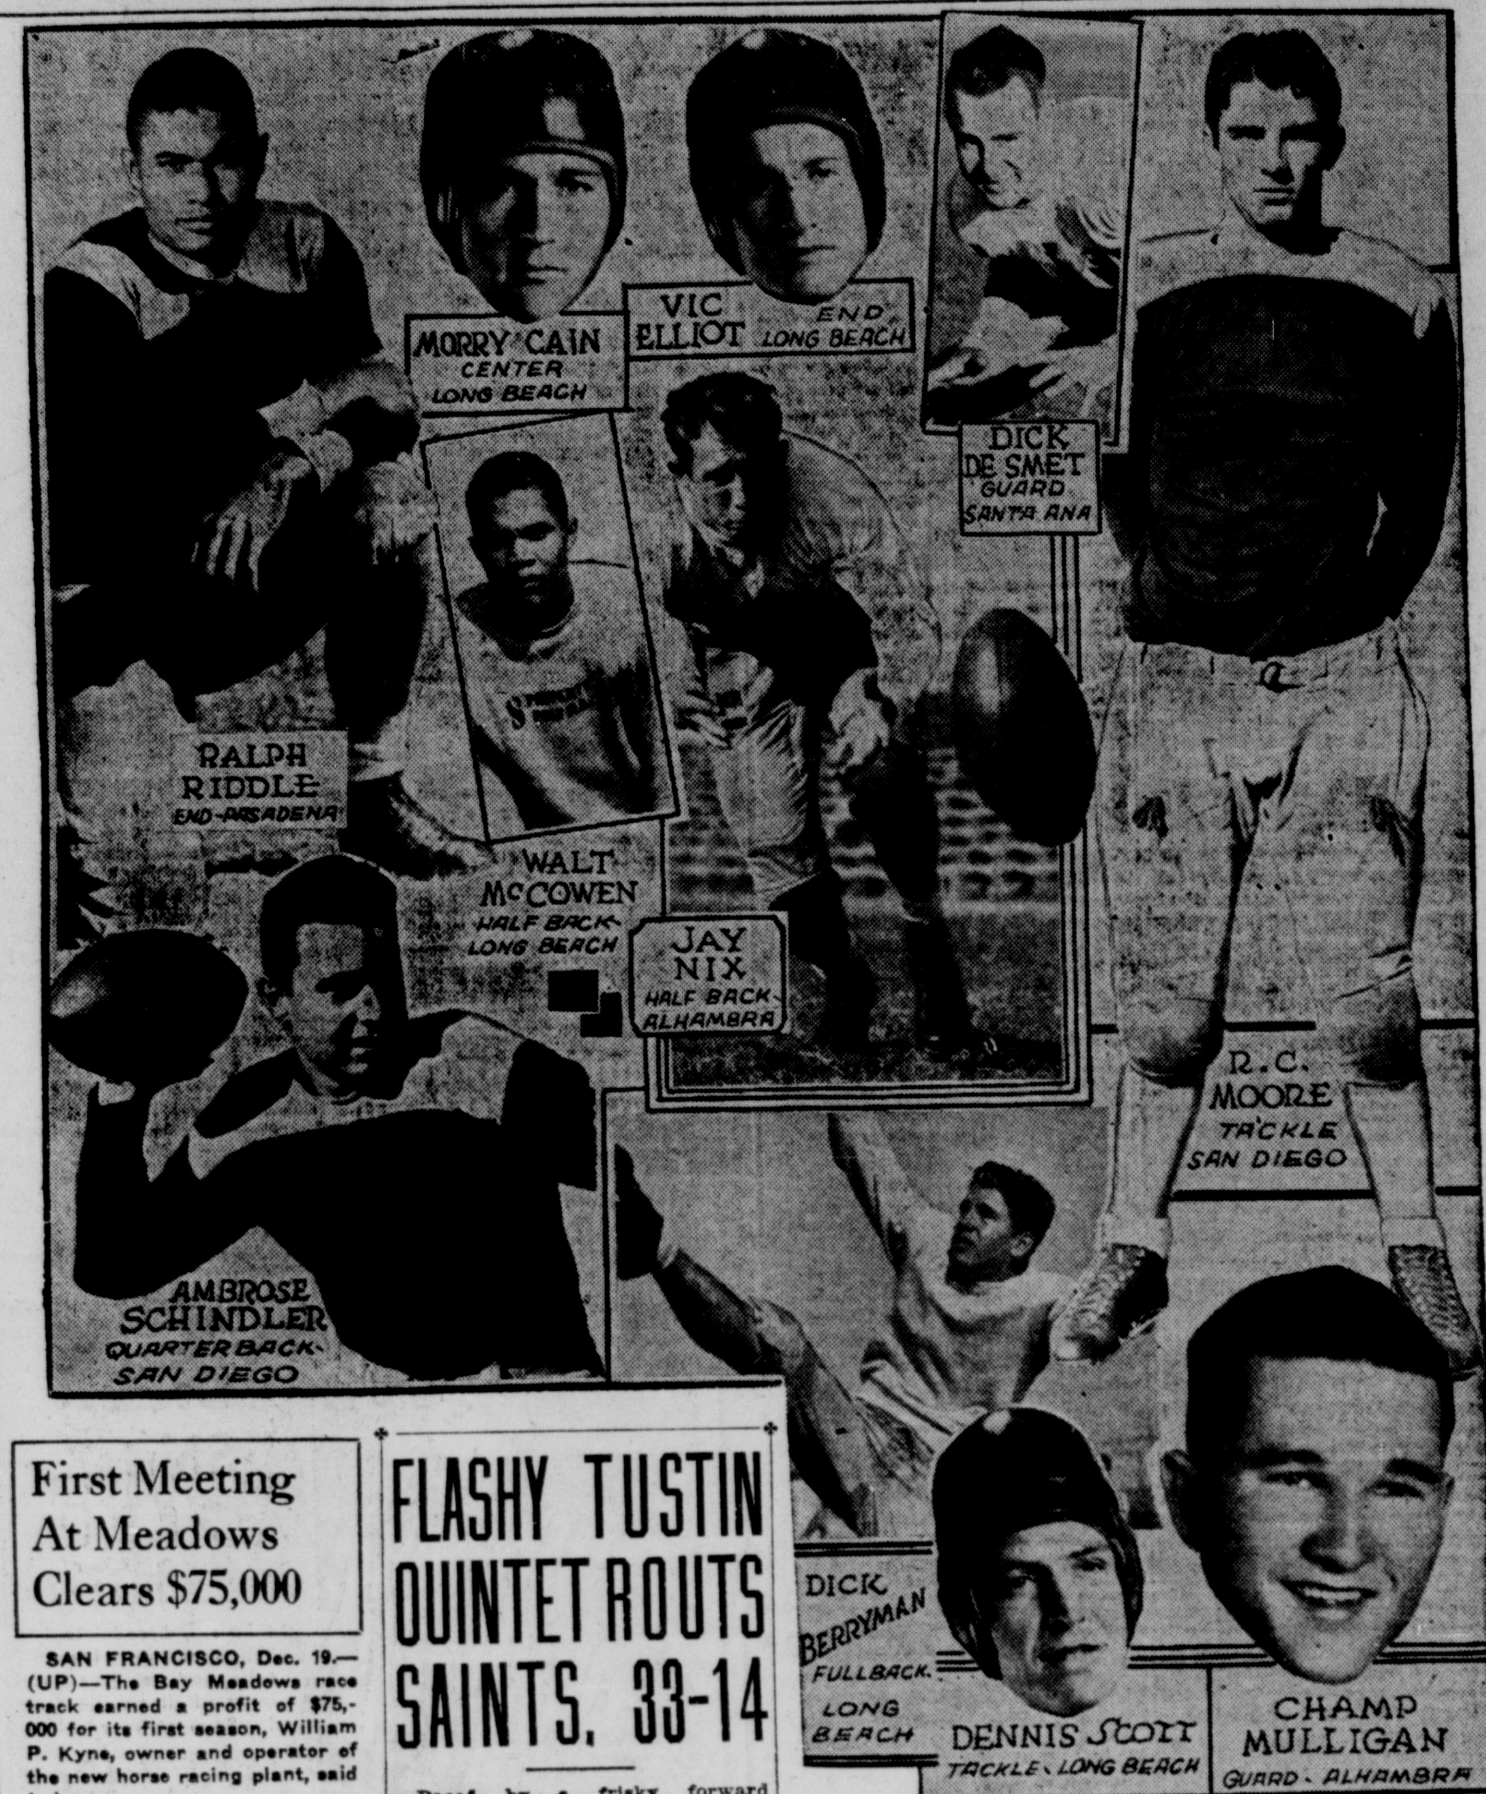 MORRY CAIN
CENTER
LONG BEACH
VIC
ELLIOT
END
LONG BEACH
DICK
DE SMET
GUARD
SANTA ANA
RALPH
RIDDLE
END-PASADENA
WALT
McCOWEN
HALF BACK-
LONG BEACH
JAY
NIX
HALF BACK-
ALHAMBRA
R.C.
MOORE
TACKLE
SAN DIEGO
AMBROSE
SCHINDLER
QUARTERBACK-
SAN DIEGO
DICK
BERRYMAN
FULLBACK.
LONG
BEACH
DENNIS SCOTT
TACKLE-LONG BEACH
CHAMP
MULLIGAN
GUARD-ALHAMBRA
First Meeting
At Meadows
Clears $75,000
SAN FRANCISCO, Dec. 19.—
(UP)—The Bay Meadows race
track earned a profit of $75,-
000 for its first season, William
P. Kyne, owner and operator of
the new horse racing plant, said
FLASHY TUSTIN
QUINTET ROUTS
SAINTS, 33-14
by a frisky forward